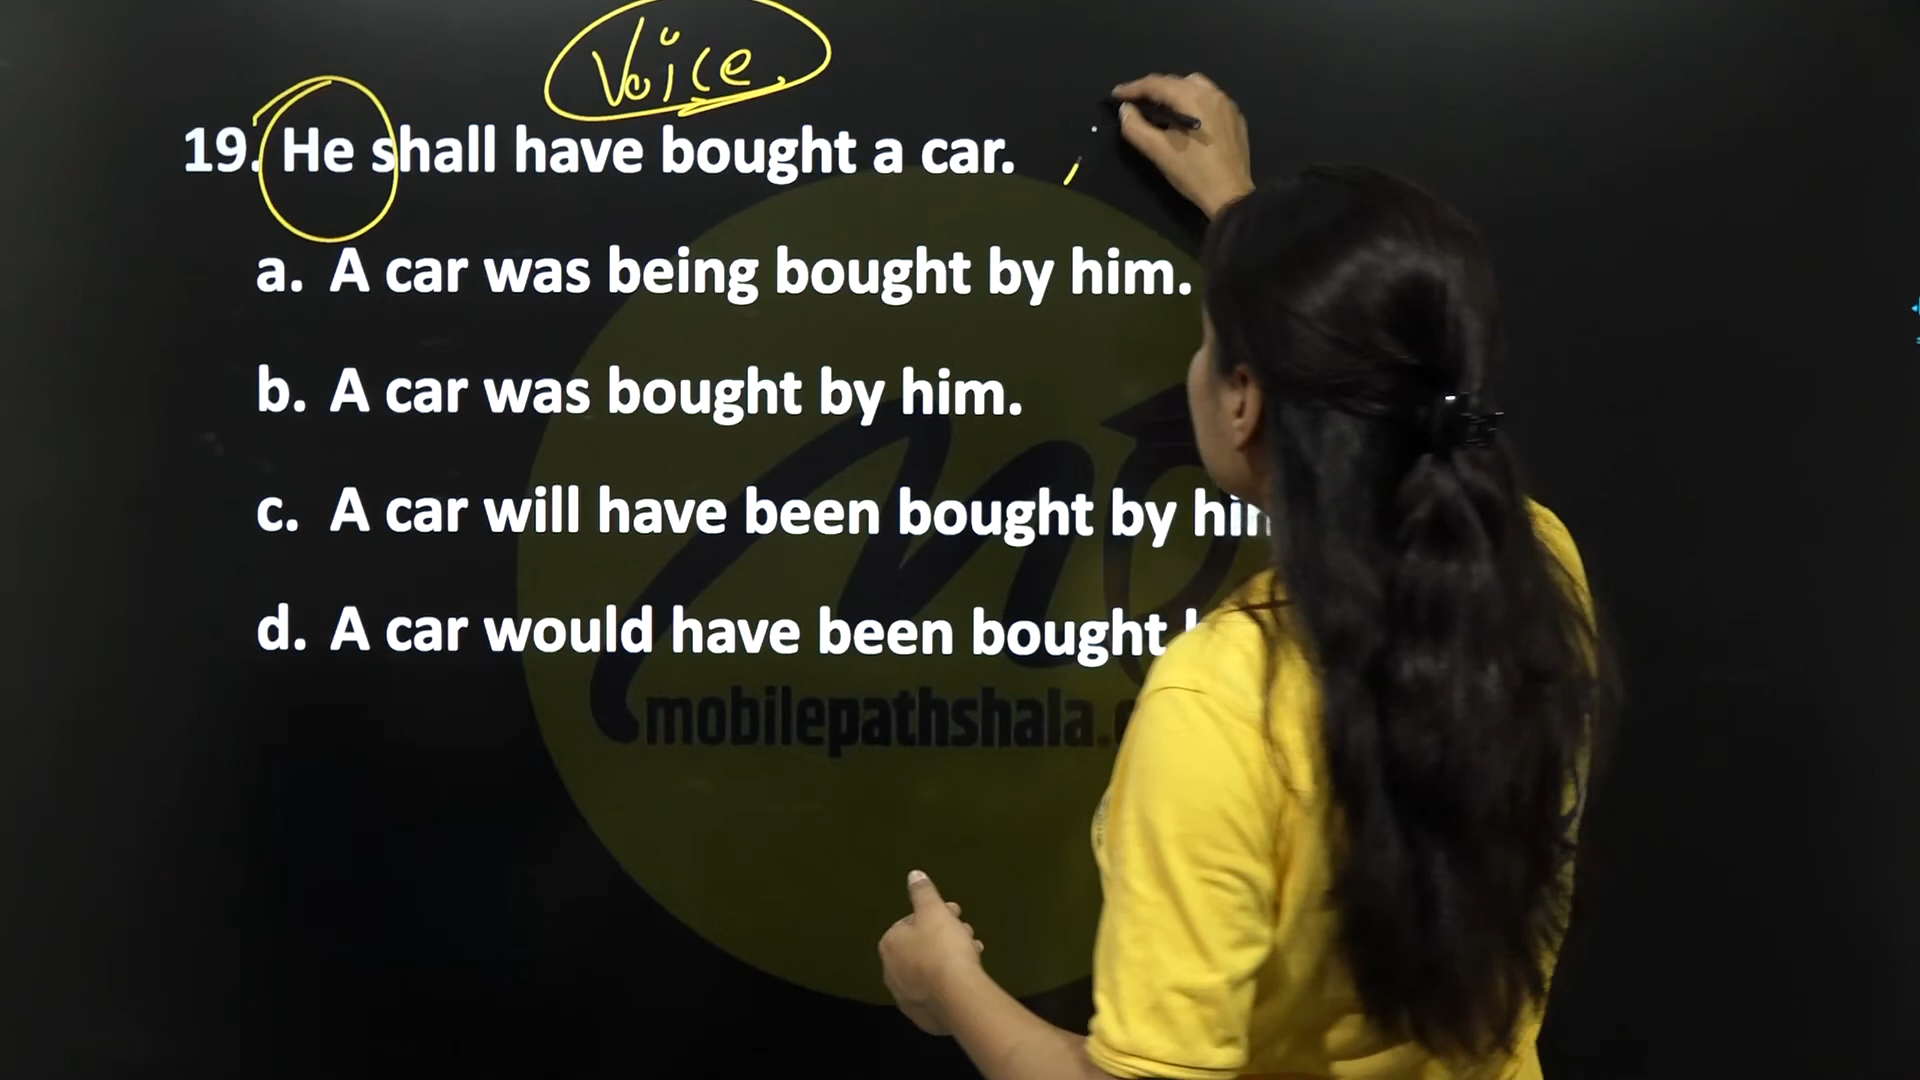 Voice
19. He shall have bought a car.
a. A car was being bought by him.
b. A car was bought by him.
c. A car will have been bought by
d. A car would have been bought
mobilepathshala.